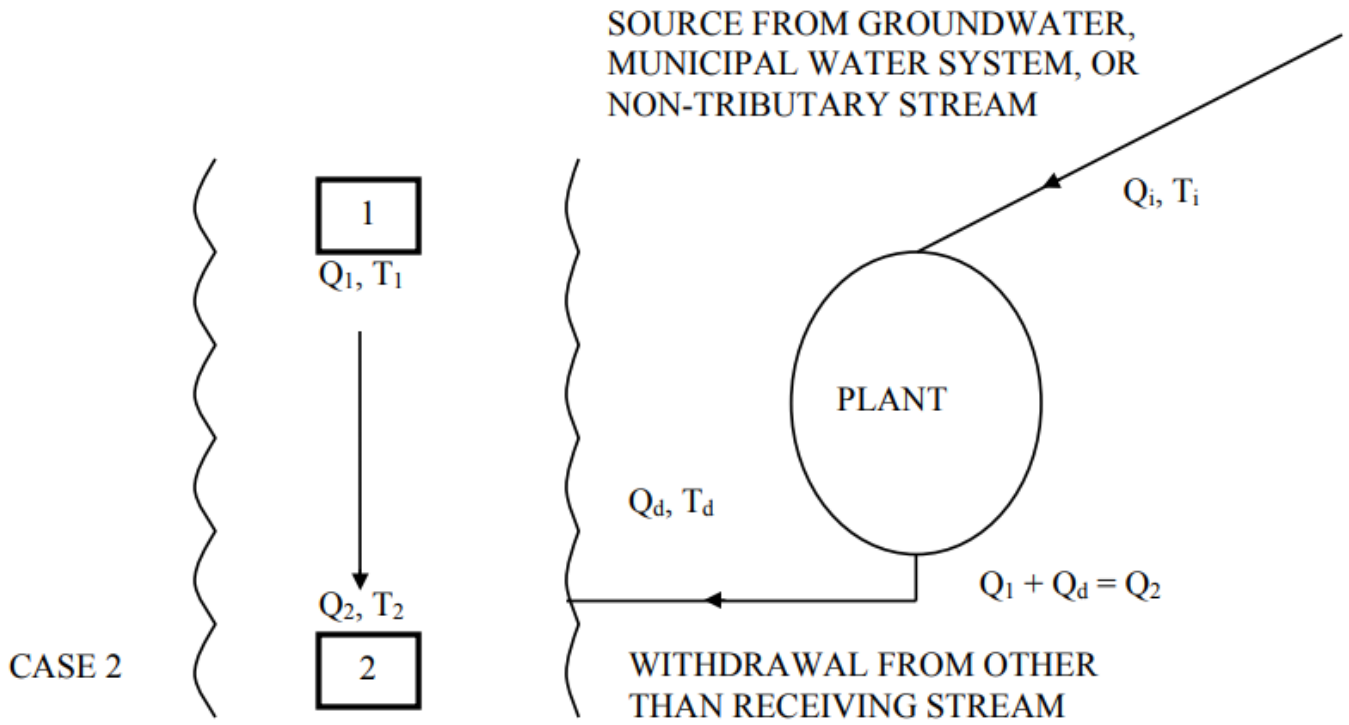 SOURCE FROM GROUNDWATER,
MUNICIPAL WATER SYSTEM, OR
NON-TRIBUTARY STREAM
Qi, Ti
1
Q1, T1
PLANT
Qd, Td
Q1 + Qd = Q2
Q2, T2
2
CASE 2
WITHDRAWAL FROM OTHER
THAN RECEIVING STREAM